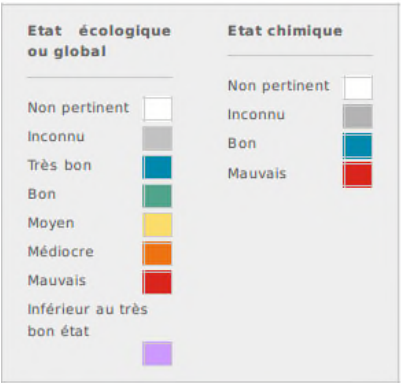 Etat écologique
ou global
Non pertinent
Inconnu
Très bon
Bon
Moyen
Médiocre
Mauvais
Inférieur au très
bon état
Etat chimique
Non pertinent
Inconnu
Bon
Mauvais